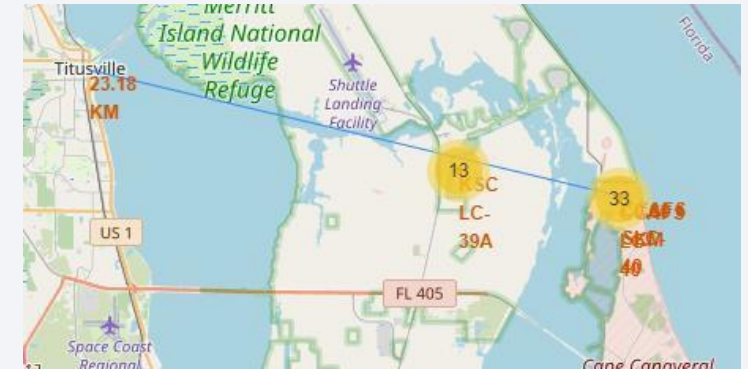 Merritt
Island National
Wildlife
Refuge
Florida
Titusville
23.18
KM
Shuttle
Landing
Facility
13
KSC
LC-
39A
33
40
US 1
FL 405
Space Coast
Regional
Cape Canaveral